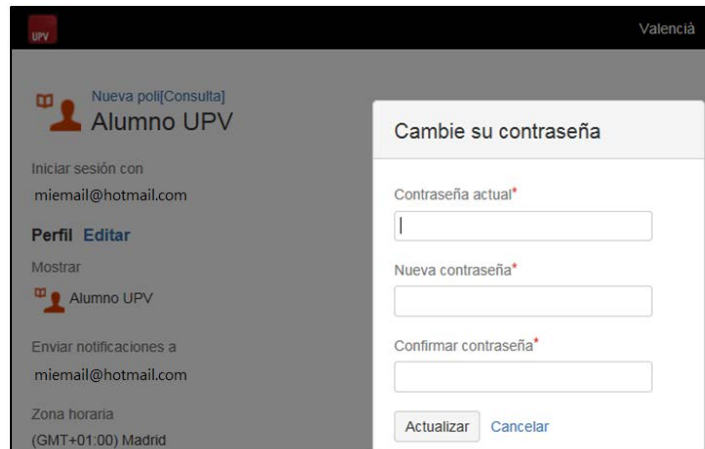 UPV
Valencià
Nueva poli[Consulta]
Alumno UPV
Iniciar sesión con
miemail@hotmail.com
Perfil Editar
Mostrar
Alumno UPV
Enviar notificaciones a
miemail@hotmail.com
Zona horaria
(GMT+01:00) Madrid
Cambie su contraseña
Contraseña actual*
Nueva contraseña*
Confirmar contraseña*
Actualizar Cancelar